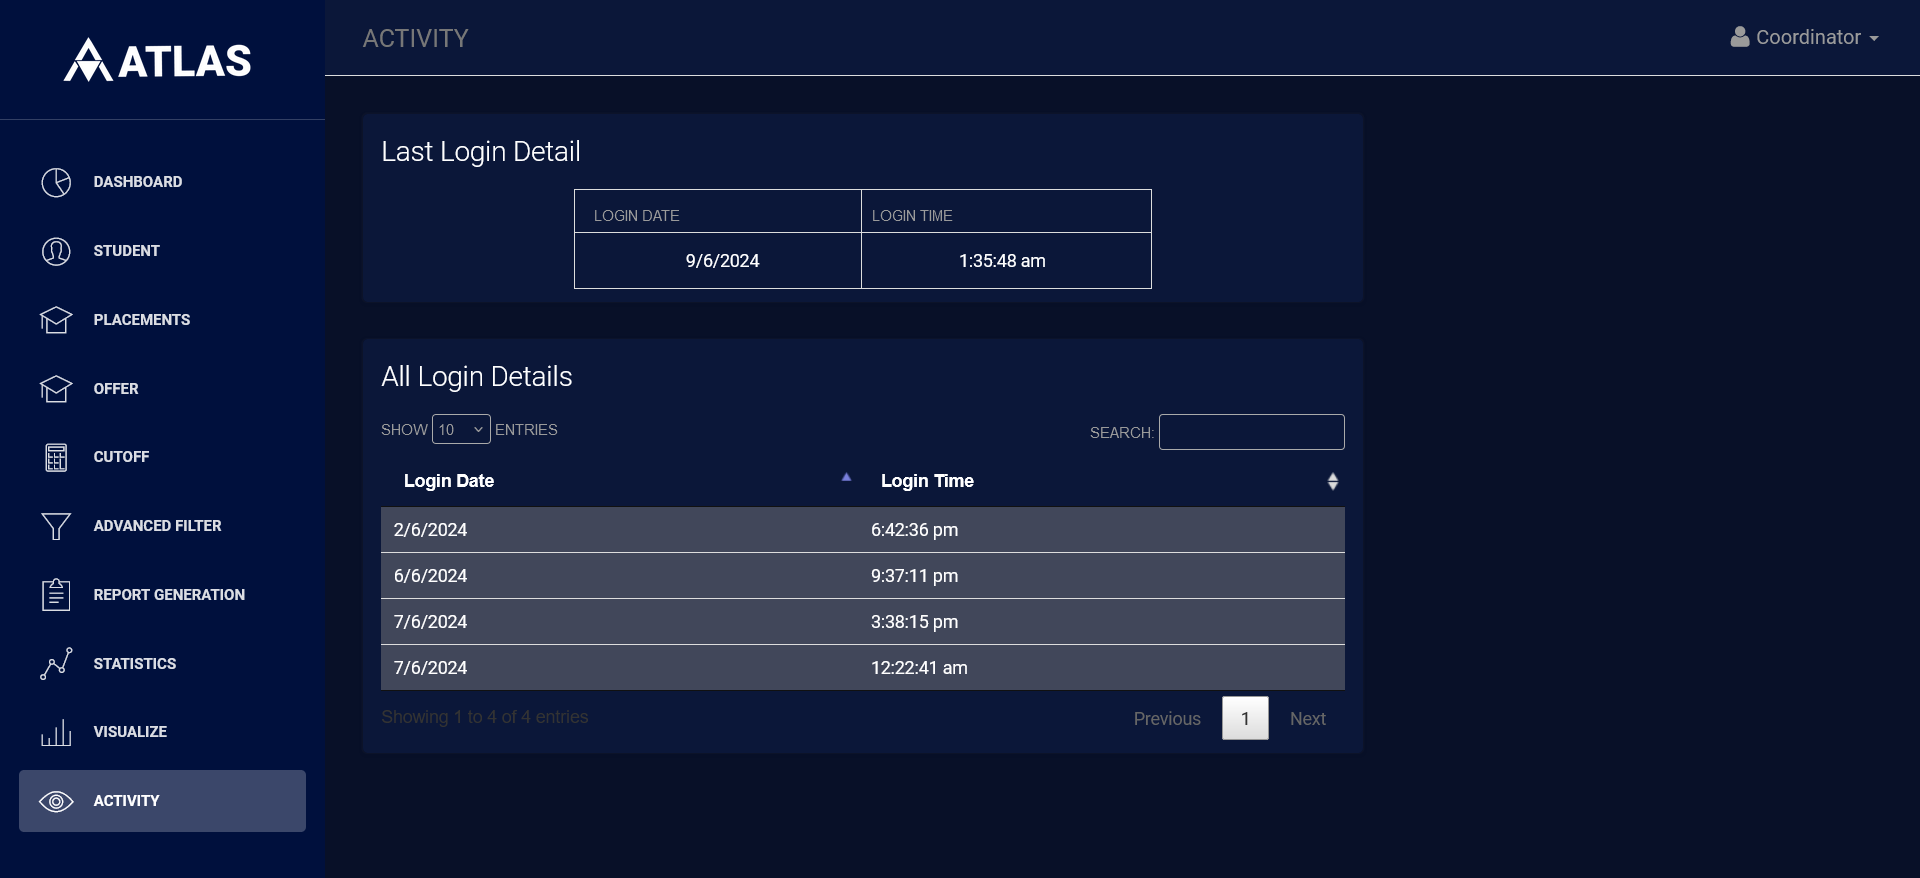 ATLAS
ACTIVITY
Coordinator
DASHBOARD
STUDENT
PLACEMENTS
OFFER
CUTOFF
ADVANCED FILTER
REPORT GENERATION
STATISTICS
VISUALIZE
ACTIVITY
Last Login Detail
LOGIN DATE LOGIN TIME
9/6/2024 1:35:48 am
All Login Details
SHOW 10 ENTRIES SEARCH:
Login Date Login Time
2/6/2024 6:42:36 pm
6/6/2024 9:37:11 pm
7/6/2024 3:38:15 pm
7/6/2024 12:22:41 am
Showing 1 to 4 of 4 entries Previous 1 Next